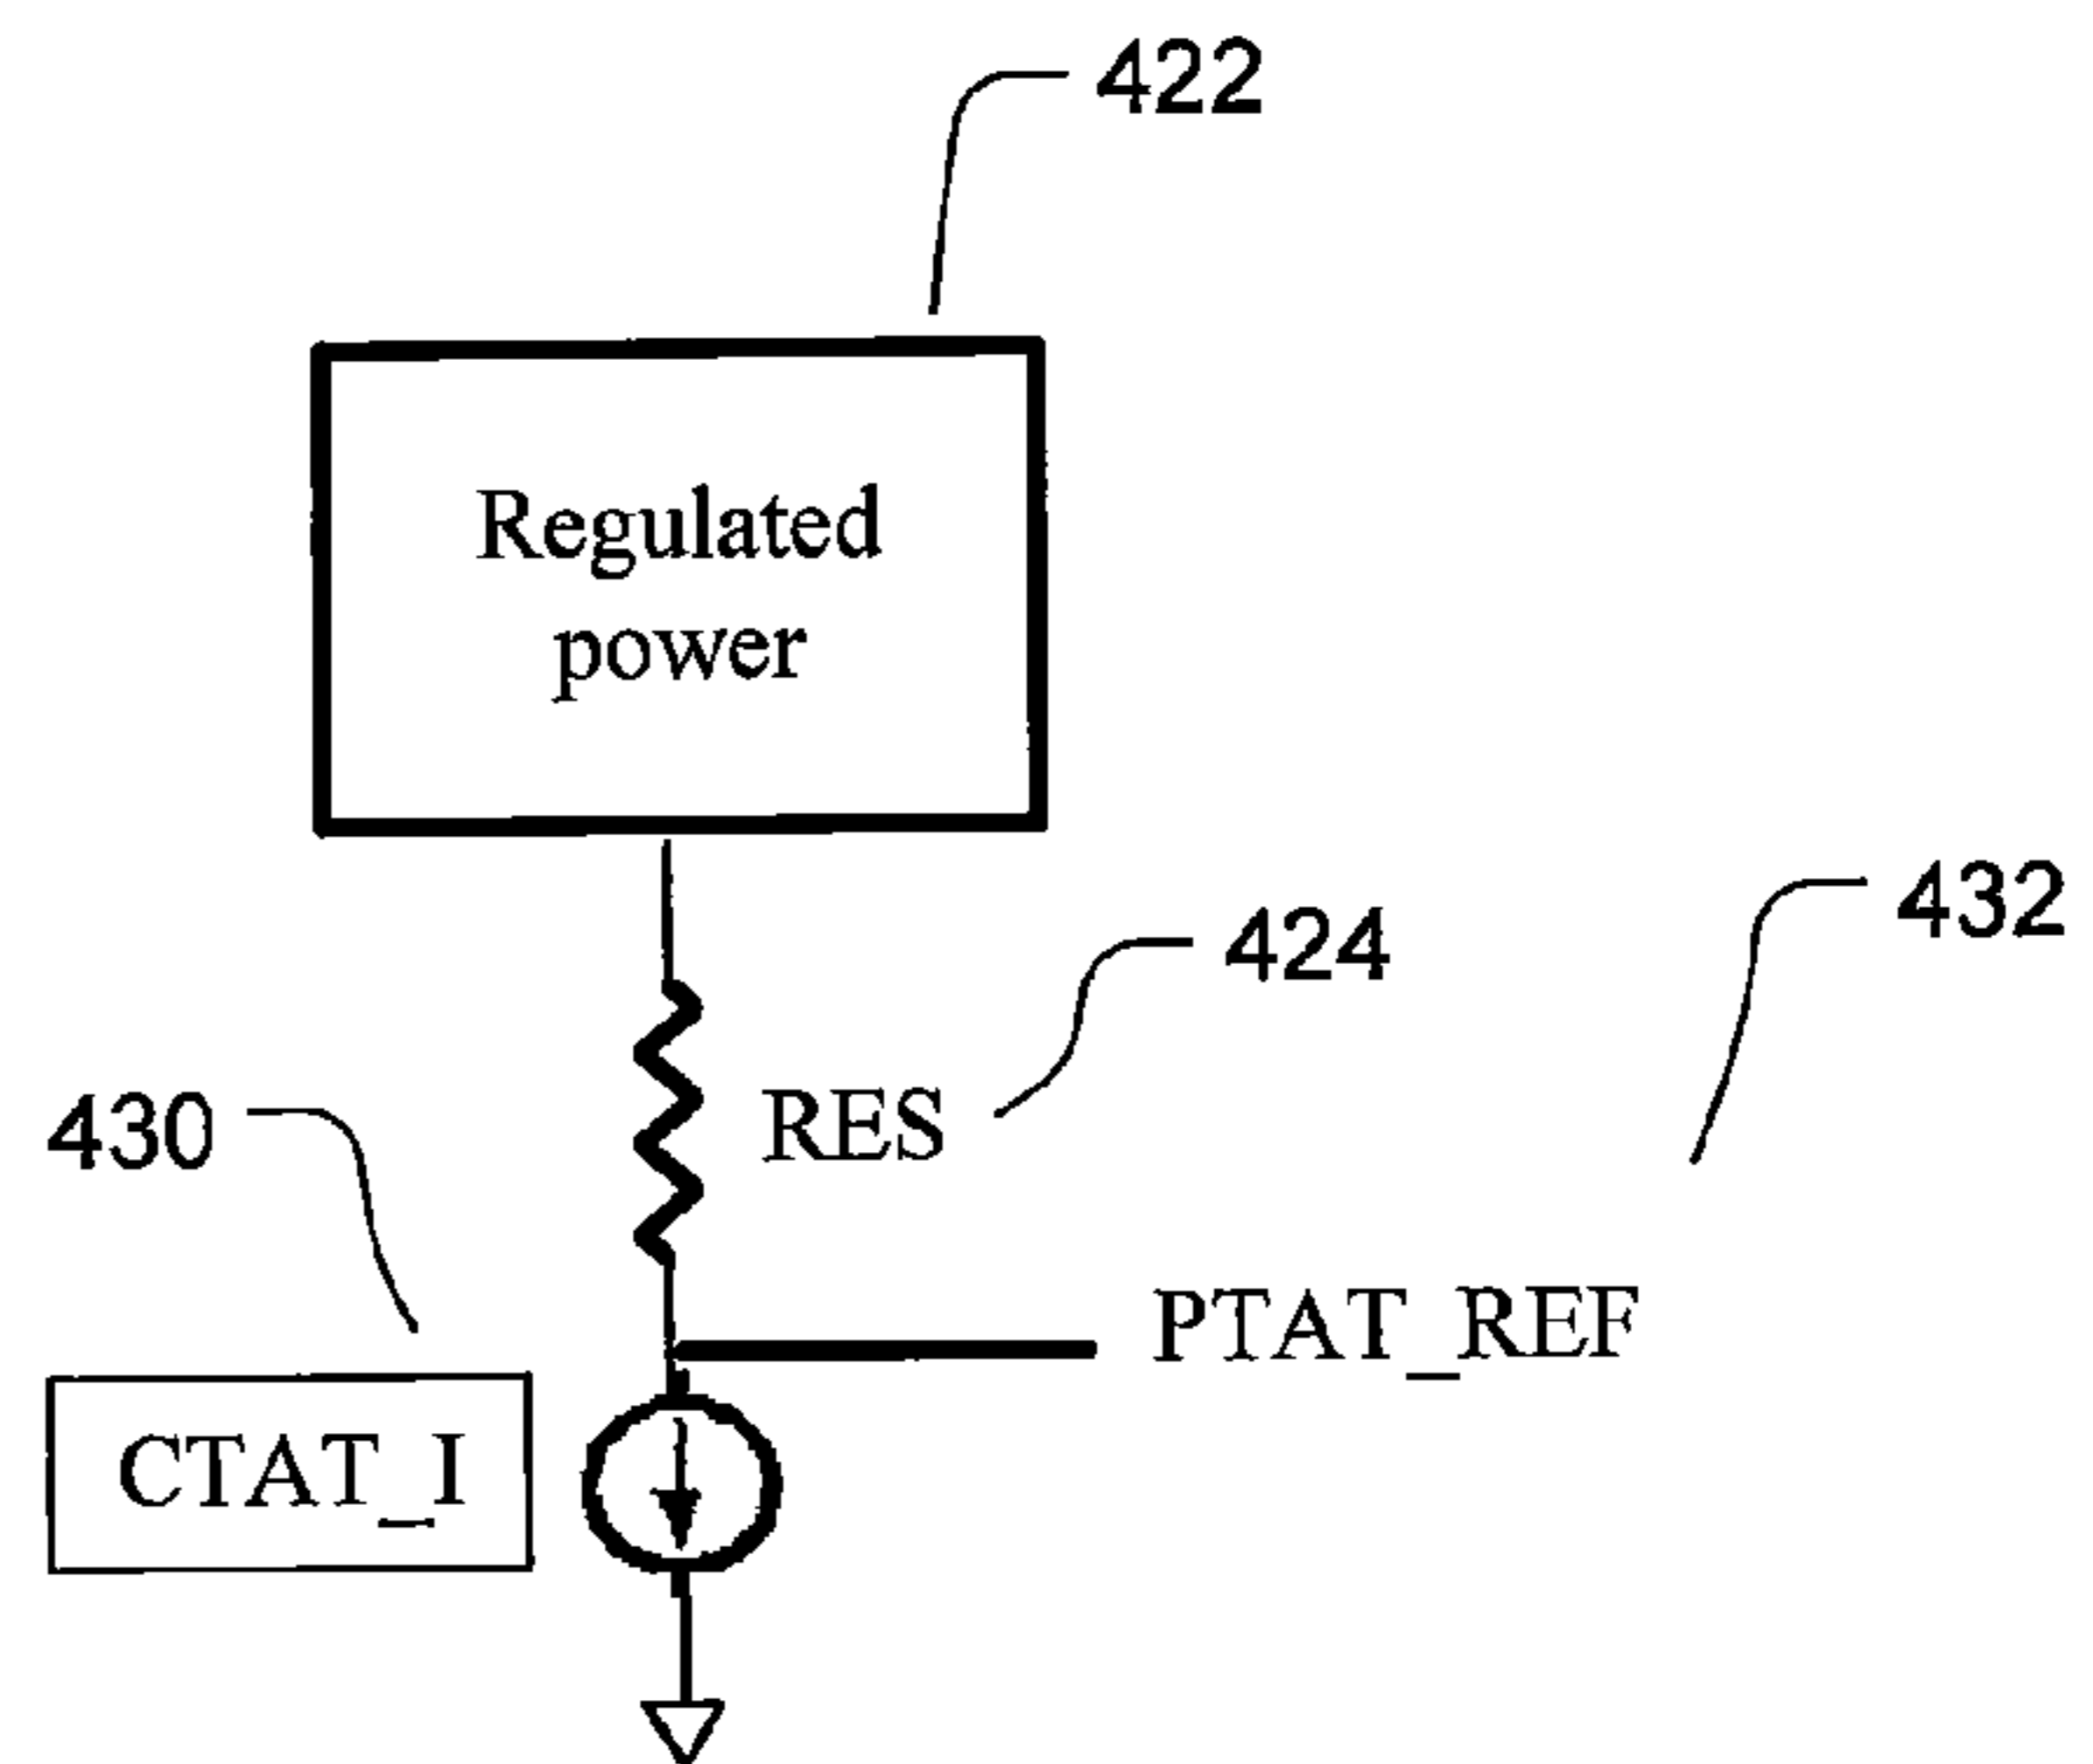 422
Regulated
power
432
424
430
RES
PTAT_REF
CTAT_I